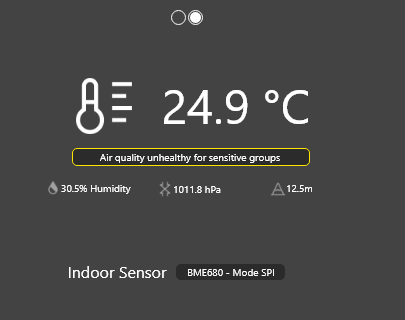 24.9 °C
Air quality unhealthy for sensitive groups
30.5% Humidity 1011.8 hPa 12.5m
Indoor Sensor BME680 - Mode SPI